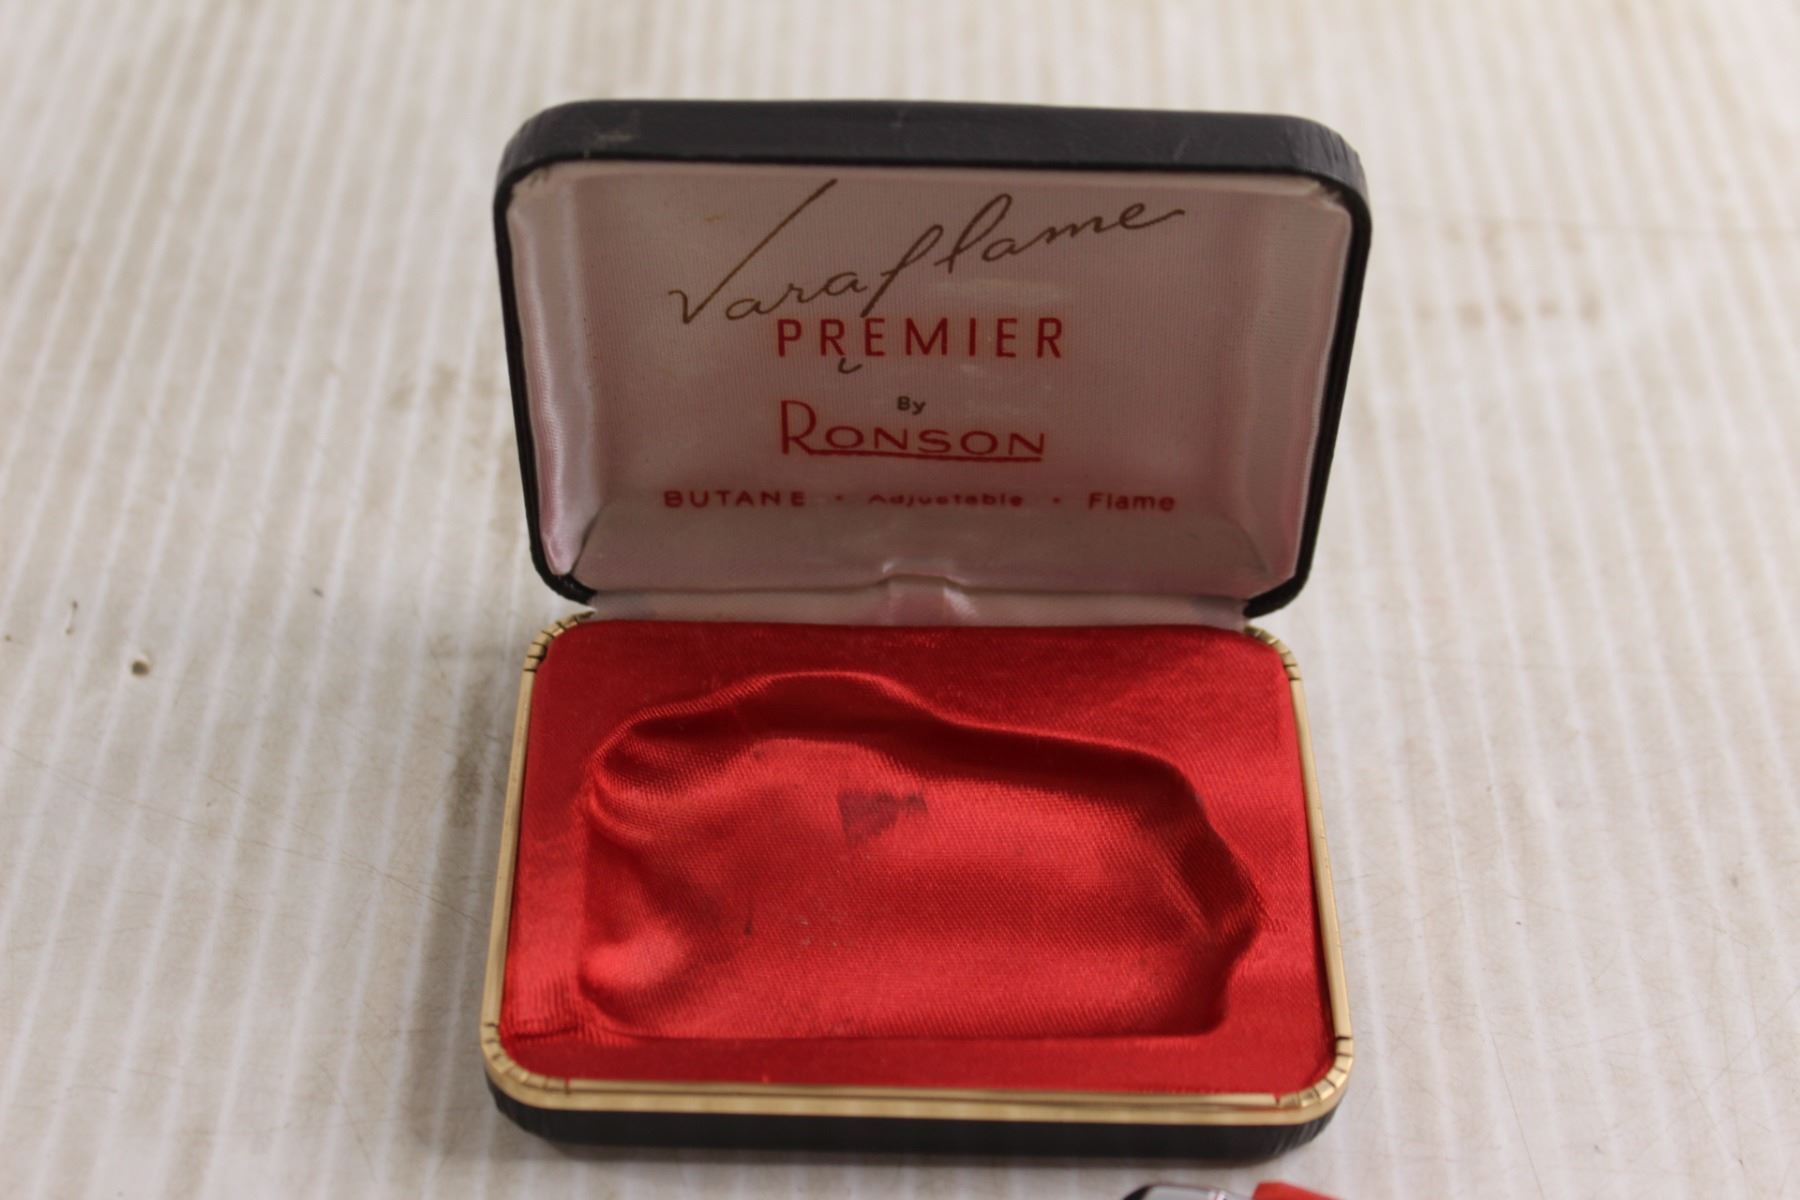 Varaflame
PREMIER
By
RONSON
BUTANE · Adjustable · Flame